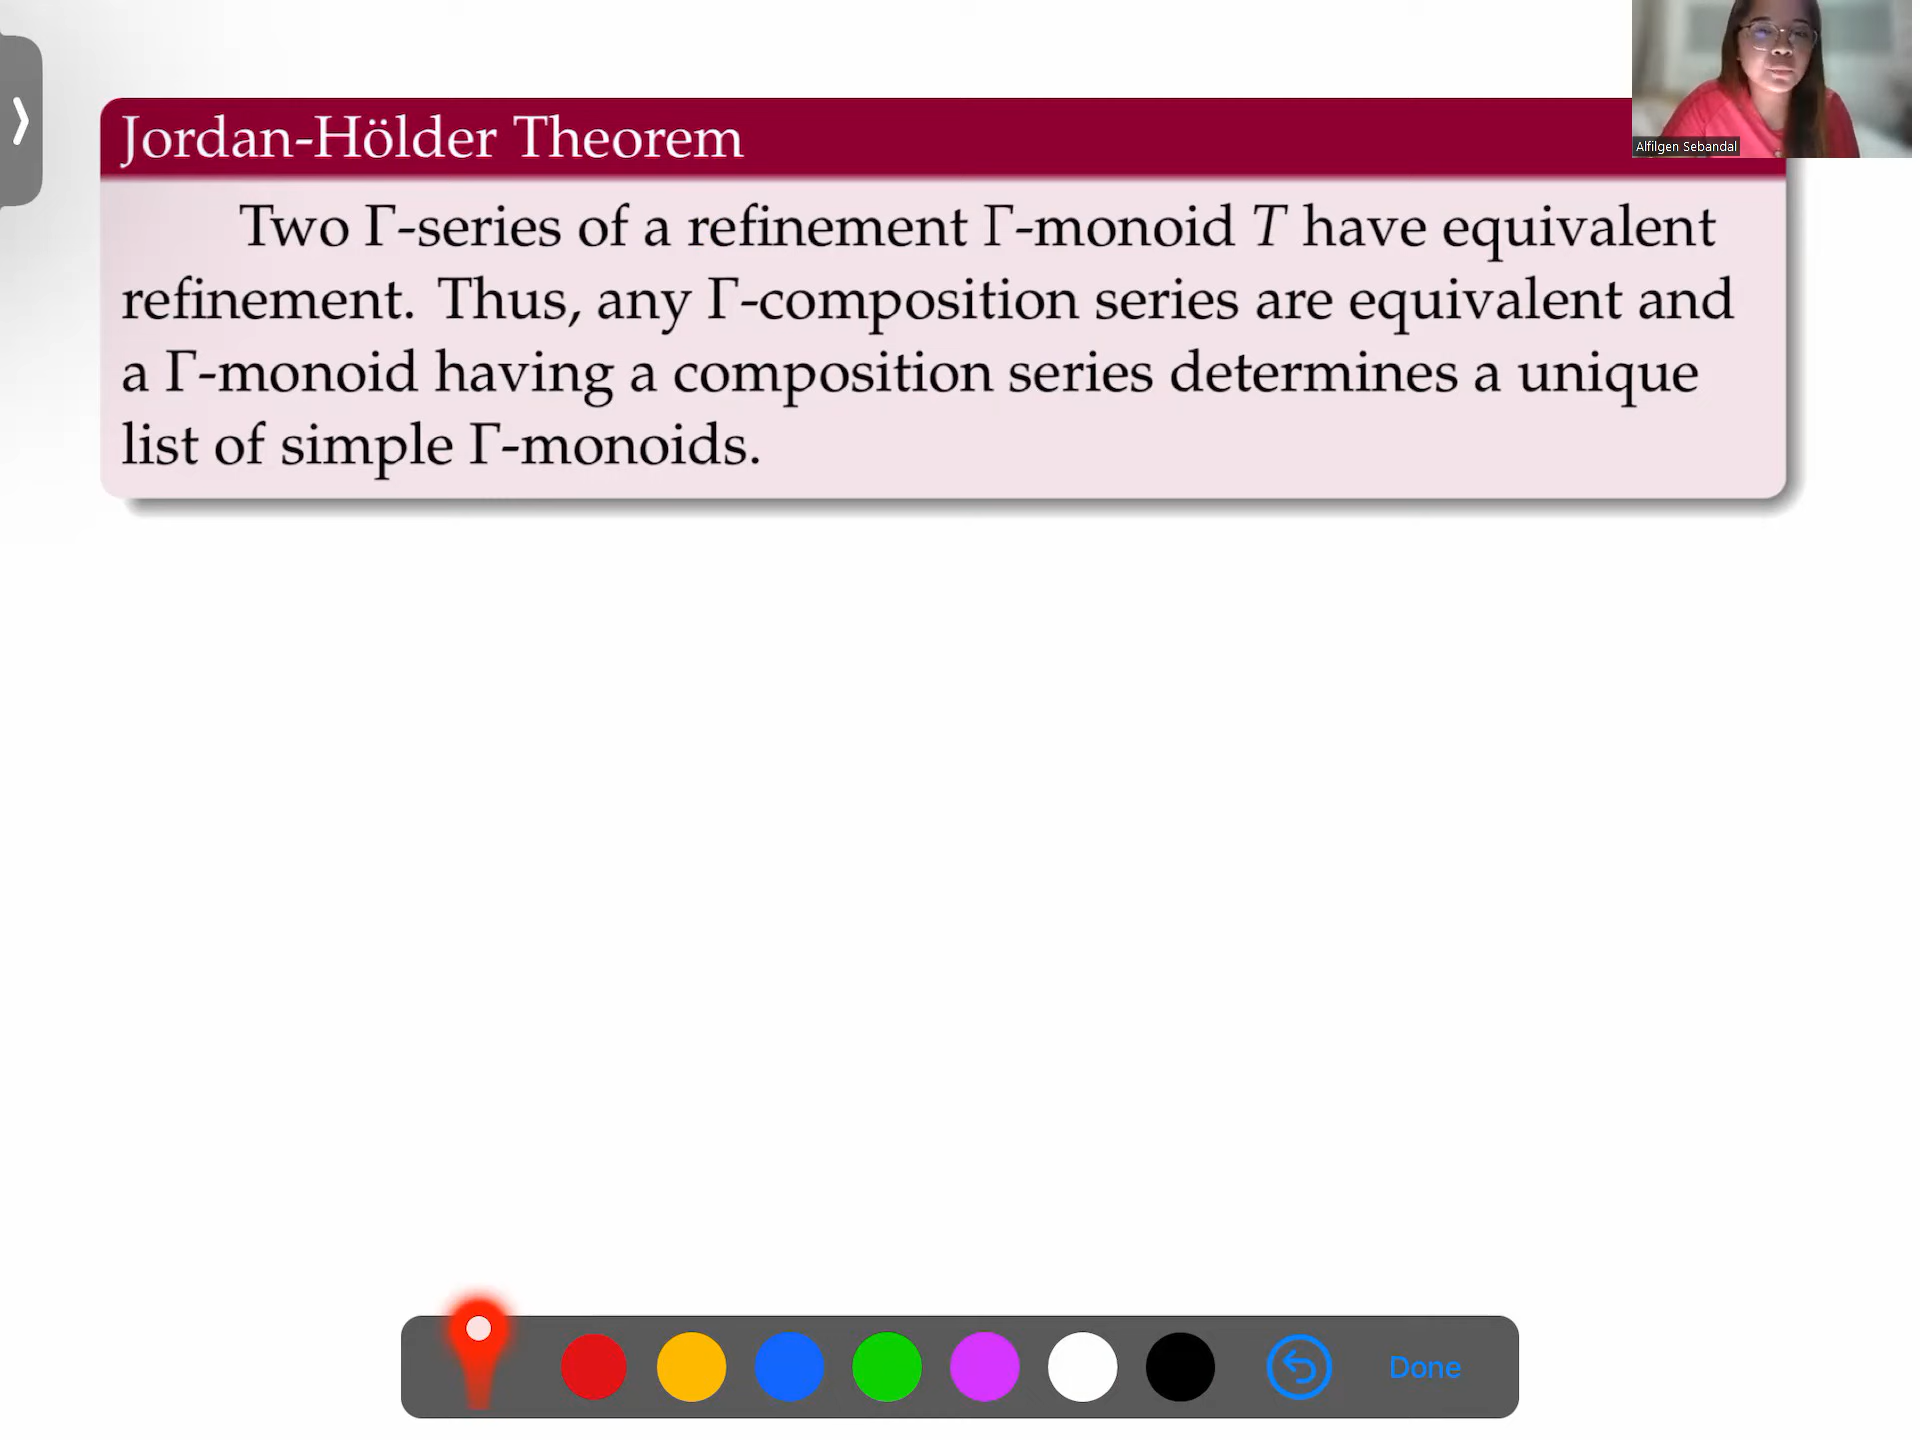 Jordan-Hölder Theorem
Alfilgen Sebandal
Two Γ-series of a refinement Γ-monoid T have equivalent
refinement. Thus, any Γ-composition series are equivalent and
a Γ-monoid having a composition series determines a unique
list of simple Γ-monoids.
Done